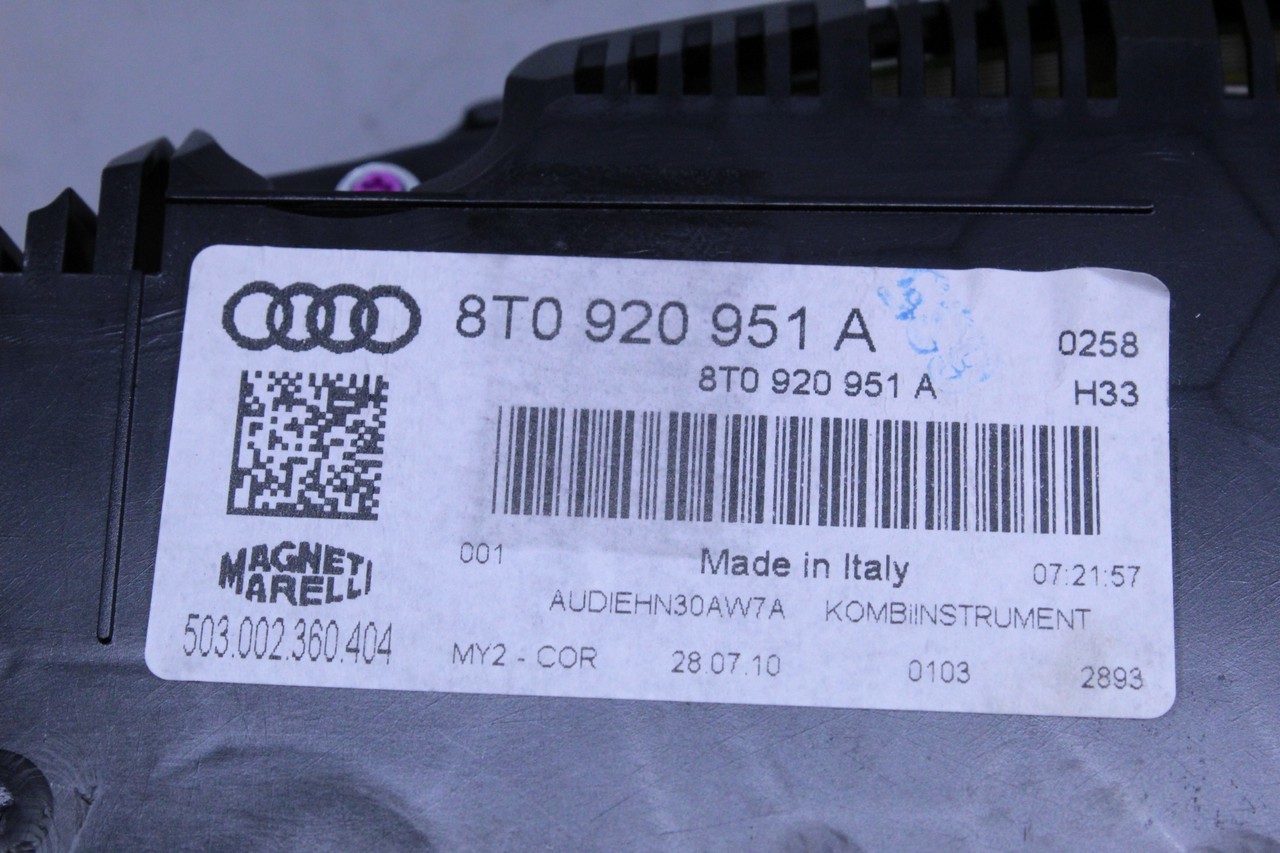 8T0 920 951 A
0258
8T0 920 951 A
H33
001
Made in Italy
07:21:57
MAGNETI
MARELLI
AUDIEHN30AW7A KOMBiINSTRUMENT
503.002.360.404
MY2 - COR 28.07.10 0103 2893